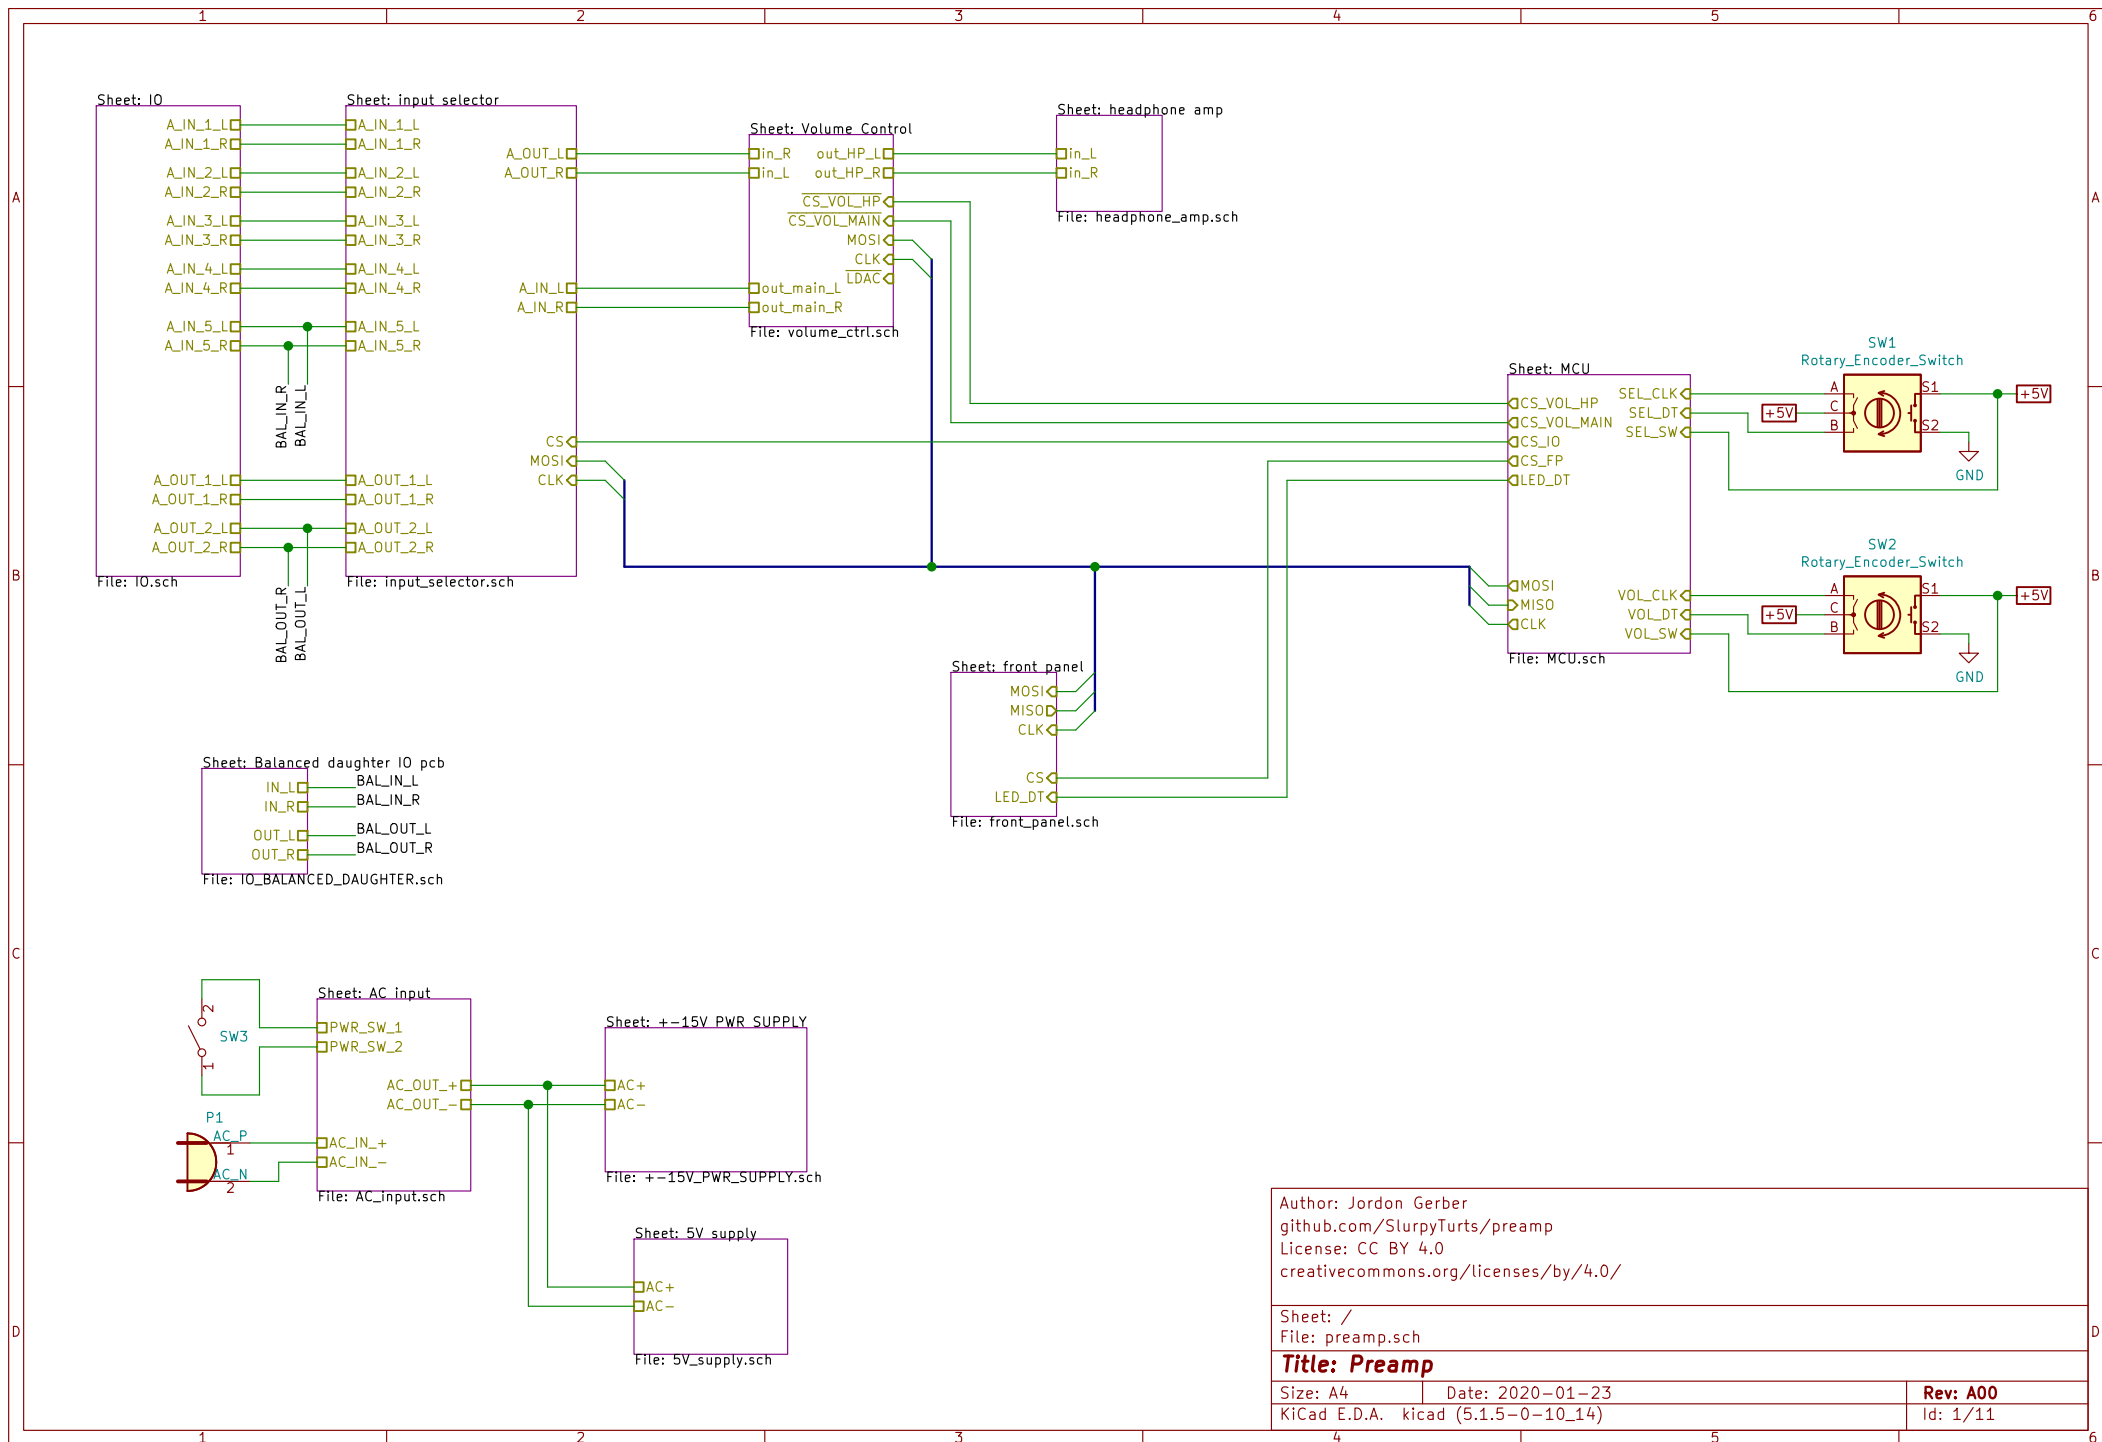 1 2 3 4 5 6
A
B
C
D
A
B
C
D
1 2 3 4 5 6
Sheet: IO
A_IN_1_L
A_IN_1_R
A_IN_2_L
A_IN_2_R
A_IN_3_L
A_IN_3_R
A_IN_4_L
A_IN_4_R
A_IN_5_L
A_IN_5_R
A_OUT_1_L
A_OUT_1_R
A_OUT_2_L
A_OUT_2_R
File: IO.sch
BAL_IN_R
BAL_IN_L
BAL_OUT_R
BAL_OUT_L
Sheet: input selector
A_IN_1_L
A_IN_1_R
A_IN_2_L
A_IN_2_R
A_IN_3_L
A_IN_3_R
A_IN_4_L
A_IN_4_R
A_IN_5_L
A_IN_5_R
A_OUT_1_L
A_OUT_1_R
A_OUT_2_L
A_OUT_2_R
A_OUT_L
A_OUT_R
A_IN_L
A_IN_R
CS
MOSI
CLK
File: input_selector.sch
Sheet: Volume Control
in_R
in_L
out_HP_L
out_HP_R
CS_VOL_HP
CS_VOL_MAIN
MOSI
CLK
LDAC
out_main_L
out_main_R
File: volume_ctrl.sch
Sheet: headphone amp
in_L
in_R
File: headphone_amp.sch
Sheet: MCU
CS_VOL_HP
CS_VOL_MAIN
CS_IO
CS_FP
LED_DT
MOSI
MISO
CLK
SEL_CLK
SEL_DT
SEL_SW
VOL_CLK
VOL_DT
VOL_SW
File: MCU.sch
SW1
Rotary_Encoder_Switch
A
C
B
S1
S2
+5V
+5V
GND
SW2
Rotary_Encoder_Switch
A
C
B
S1
S2
+5V
+5V
GND
Sheet: front panel
MOSI
MISO
CLK
CS
LED_DT
File: front_panel.sch
Sheet: Balanced daughter IO pcb
IN_L
IN_R
OUT_L
OUT_R
BAL_IN_L
BAL_IN_R
BAL_OUT_L
BAL_OUT_R
File: IO_BALANCED_DAUGHTER.sch
2
SW3
1
P1
AC_P
1
AC_N
2
Sheet: AC input
PWR_SW_1
PWR_SW_2
AC_OUT_+
AC_OUT_-
AC_IN_+
AC_IN_-
File: AC_input.sch
Sheet: +-15V PWR SUPPLY
AC+
AC-
File: +-15V_PWR_SUPPLY.sch
Sheet: 5V supply
AC+
AC-
File: 5V_supply.sch
Author: Jordon Gerber
github.com/SlurpyTurts/preamp
License: CC BY 4.0
creativecommons.org/licenses/by/4.0/
Sheet: /
File: preamp.sch
Title: Preamp
Size: A4 Date: 2020-01-23 Rev: A00
KiCad E.D.A. kicad (5.1.5-0-10_14) Id: 1/11